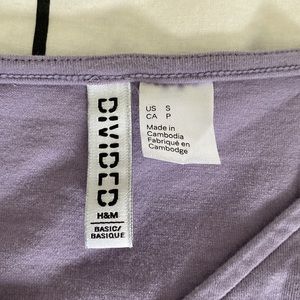 DIVIDED
H&M
BASIC/
BASIQUE
US S
CA P
Made in
Cambodia
Fabriqué en
Cambodge